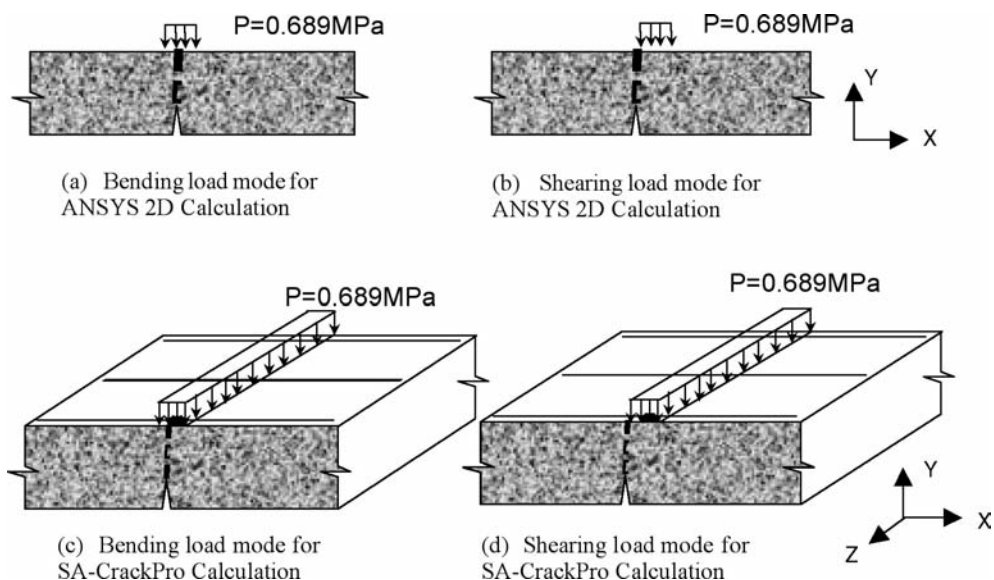 P=0.689MPa
P=0.689MPa
Y
X
(a) Bending load mode for
ANSYS 2D Calculation
(b) Shearing load mode for
ANSYS 2D Calculation
P=0.689MPa
P=0.689MPa
Y
X
Z
(c) Bending load mode for
SA-CrackPro Calculation
(d) Shearing load mode for
SA-CrackPro Calculation